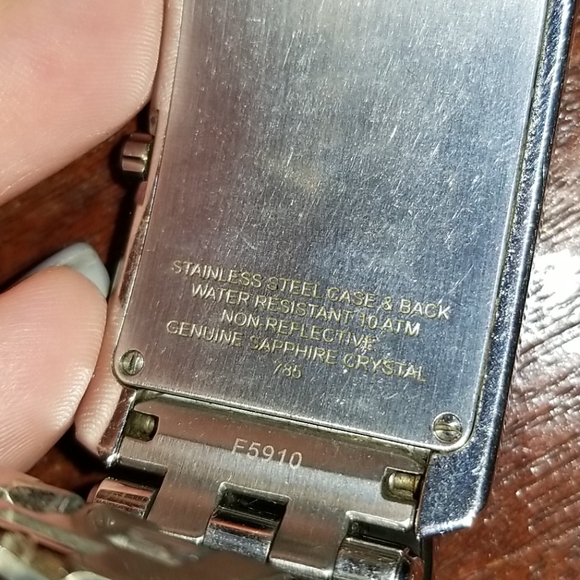 STAINLESS STEEL CASE & BACK
WATER RESISTANT 10 ATM
NON-REFLECTIVE
GENUINE SAPPHIRE CRYSTAL
785
F5910